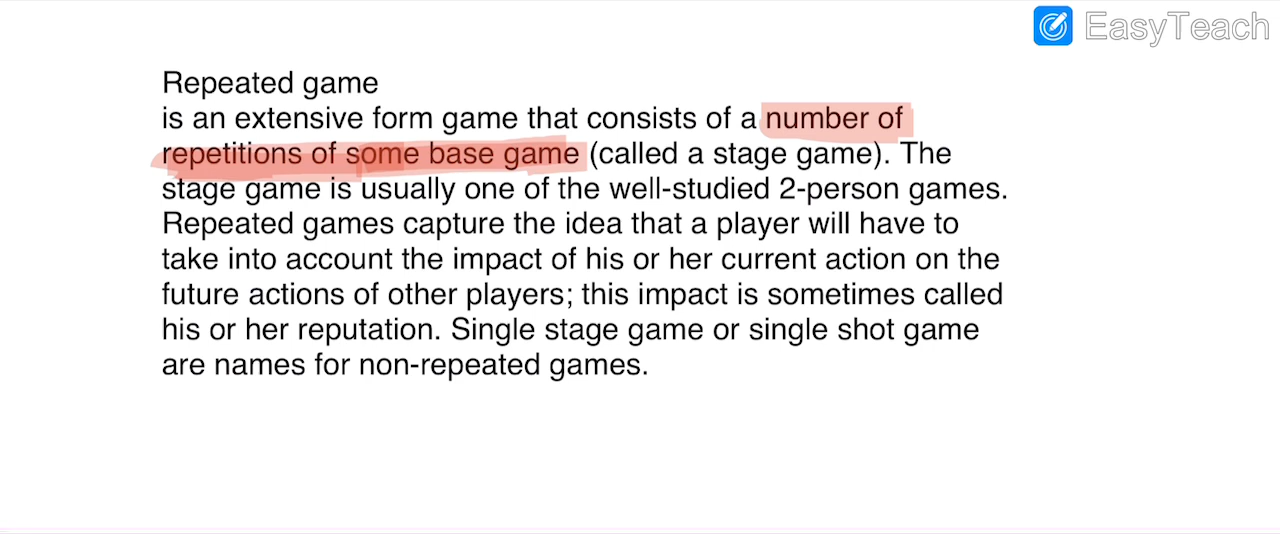 EasyTeach
Repeated game
is an extensive form game that consists of a number of
repetitions of some base game (called a stage game). The
stage game is usually one of the well-studied 2-person games.
Repeated games capture the idea that a player will have to
take into account the impact of his or her current action on the
future actions of other players; this impact is sometimes called
his or her reputation. Single stage game or single shot game
are names for non-repeated games.